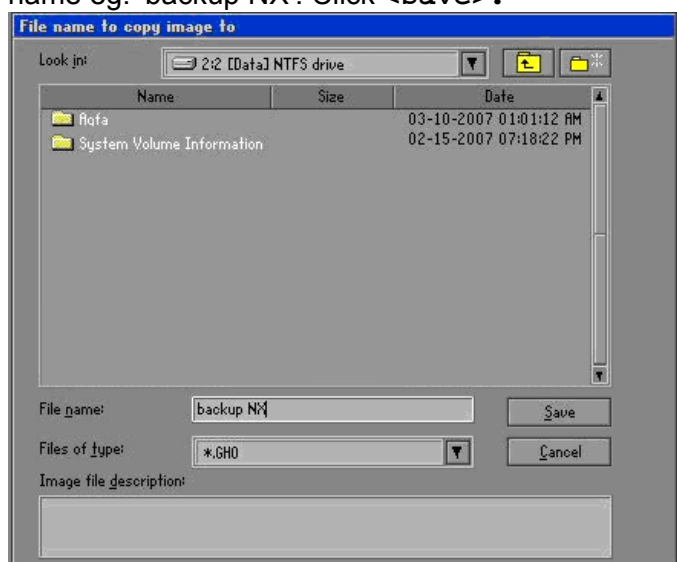 name eg. "backup NX". Click <save>.
File name to copy image to
Look in: 2:2 [Data] NTFS drive
Name Size Date
Agfa 03-10-2007 01:01:12 AM
System Volume Information 02-15-2007 07:18:22 PM
File name: backup NX Save
Files of type: *.GHO Cancel
Image file description: